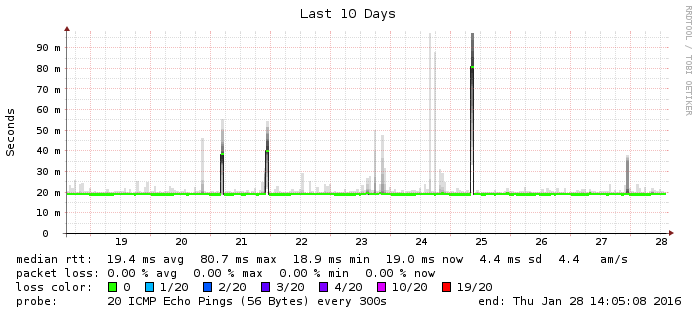 Last 10 Days
RRDTOOL / TOBI OETIKER
Seconds
90 m
80 m
70 m
60 m
50 m
40 m
30 m
20 m
10 m
0
19 20 21 22 23 24 25 26 27 28
median rtt: 19.4 ms avg 80.7 ms max 18.9 ms min 19.0 ms now 4.4 ms sd 4.4 am/s
packet loss: 0.00 % avg 0.00 % max 0.00 % min 0.00 % now
loss color: 0 1/20 2/20 3/20 4/20 10/20 19/20
probe: 20 ICMP Echo Pings (56 Bytes) every 300s end: Thu Jan 28 14:05:08 2016